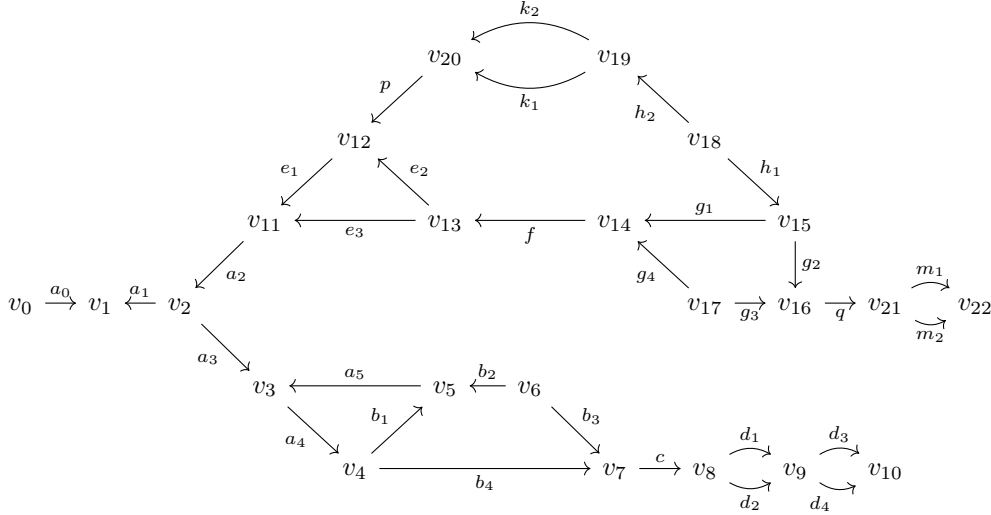 k₂
v₂₀ v₁₉
p k₁ h₂
v₁₂ v₁₈
e₁ e₂ h₁
v₁₁ v₁₃ v₁₄ g₁ v₁₅
e₃ f
a₂ g₄ g₂ m₁
v₀ a₀ v₁ a₁ v₂ v₁₇ g₃ v₁₆ q v₂₁ v₂₂
m₂
a₃
v₃ a₅ v₅ b₂ v₆
a₄ b₁ b₃ d₁ d₃
v₄ b₄ v₇ c v₈ v₉ v₁₀
d₂ d₄